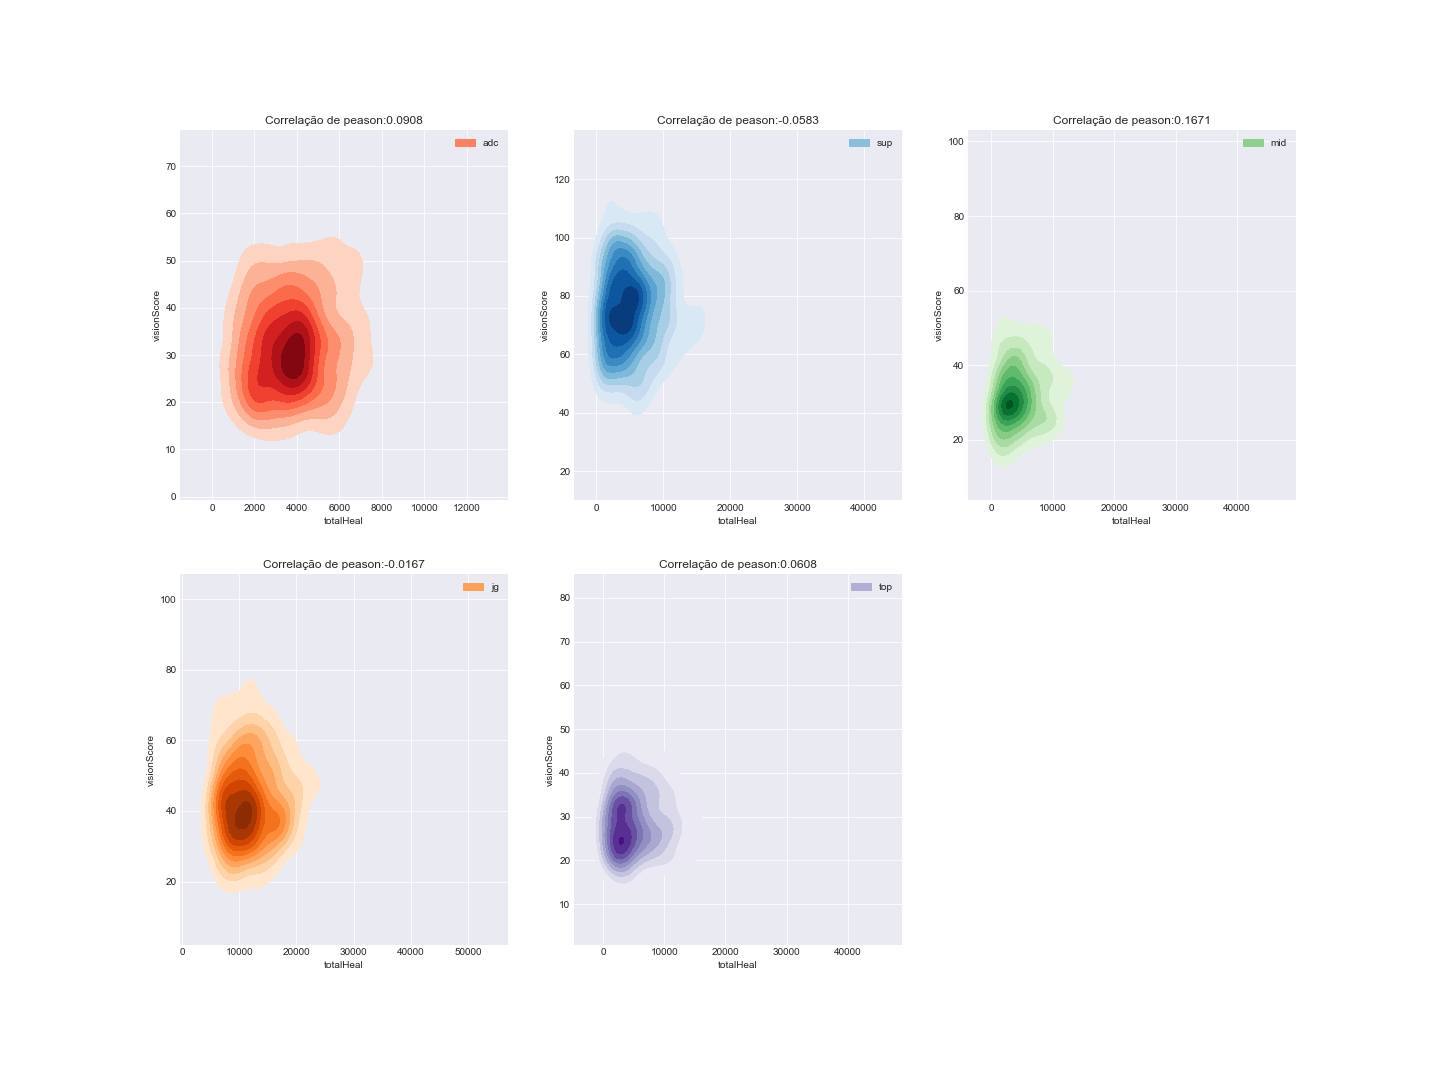 Correlação de peason:0.0908
adc
70
60
50
40
30
20
10
0
visionScore
0 2000 4000 6000 8000 10000 12000
totalHeal
Correlação de peason:-0.0583
sup
120
100
80
60
40
20
visionScore
0 10000 20000 30000 40000
totalHeal
Correlação de peason:0.1671
mid
100
80
60
40
20
visionScore
0 10000 20000 30000 40000
totalHeal
Correlação de peason:-0.0167
jg
100
80
60
40
20
visionScore
0 10000 20000 30000 40000 50000
totalHeal
Correlação de peason:0.0608
top
80
70
60
50
40
30
20
10
visionScore
0 10000 20000 30000 40000
totalHeal